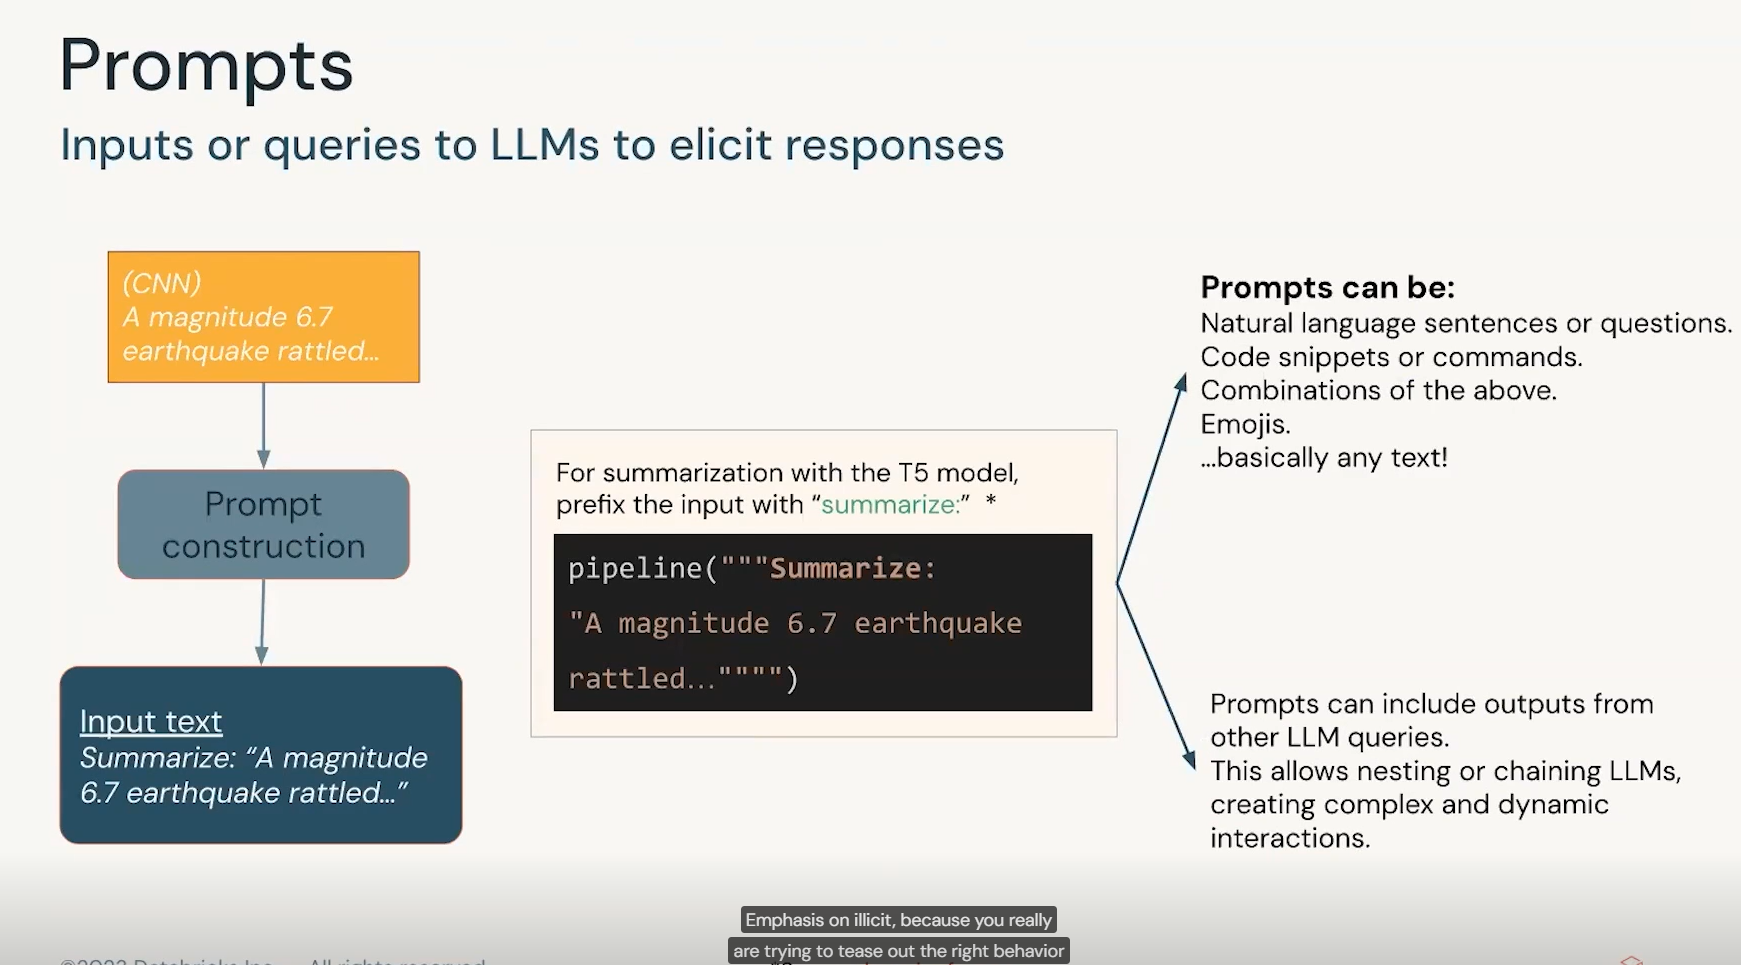 Prompts
Inputs or queries to LLMs to elicit responses
(CNN)
A magnitude 6.7
earthquake rattled...
Prompt
construction
Input text
Summarize: “A magnitude
6.7 earthquake rattled...”
For summarization with the T5 model,
prefix the input with “summarize:” *
pipeline("""Summarize:
"A magnitude 6.7 earthquake
rattled..."""")
Prompts can be:
Natural language sentences or questions.
Code snippets or commands.
Combinations of the above.
Emojis.
...basically any text!
Prompts can include outputs from
other LLM queries.
This allows nesting or chaining LLMs,
creating complex and dynamic
interactions.
Emphasis on illicit, because you really
are trying to tease out the right behavior
©2023 Databricks Inc. — All rights reserved